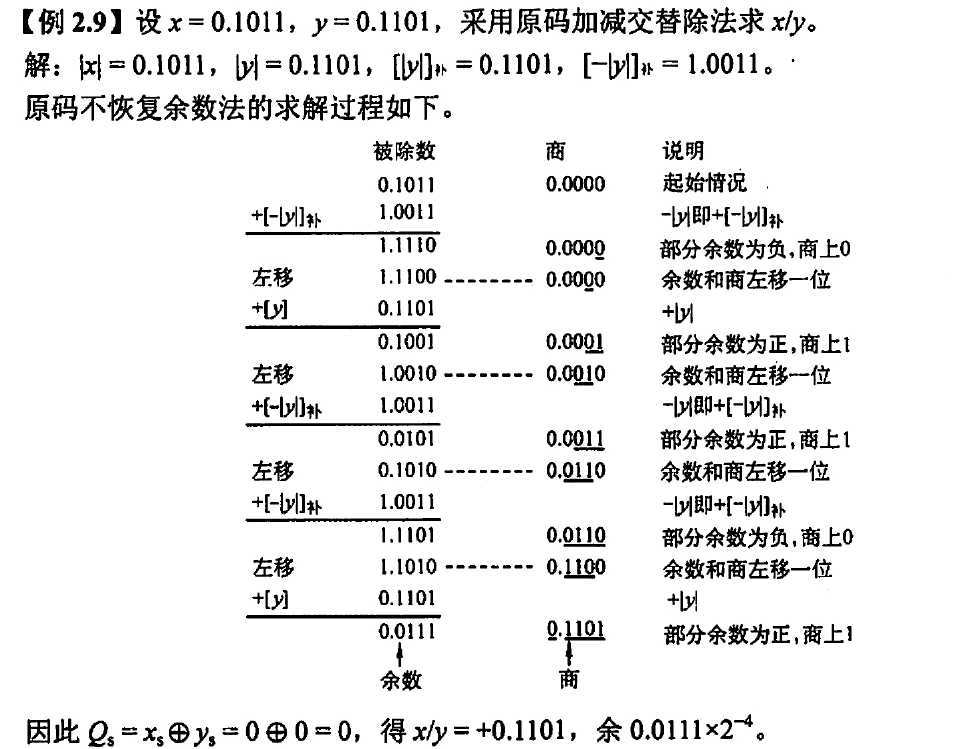 【例 2.9】设 x = 0.1011，y = 0.1101，采用原码加减交替除法求 x/y。
解：|x| = 0.1011，|y| = 0.1101，[|y|]补 = 0.1101，[-|y|]补 = 1.0011。
原码不恢复余数法的求解过程如下。
被除数 商 说明
0.1011 0.0000 起始情况
+[-|y|]补 1.0011 -|y|即+[-|y|]补
1.1110 0.0000 部分余数为负,商上0
左移 1.1100 -------- 0.0000 余数和商左移一位
+[y] 0.1101 +|y|
0.1001 0.0001 部分余数为正,商上1
左移 1.0010 -------- 0.0010 余数和商左移一位
+[-|y|]补 1.0011 -|y|即+[-|y|]补
0.0101 0.0011 部分余数为正,商上1
左移 0.1010 -------- 0.0110 余数和商左移一位
+[-|y|]补 1.0011 -|y|即+[-|y|]补
1.1101 0.0110 部分余数为负,商上0
左移 1.1010 -------- 0.1100 余数和商左移一位
+[y] 0.1101 +|y|
0.0111 0.1101 部分余数为正,商上1
余数 商
因此 Qs = xs⊕ys = 0⊕0 = 0，得 x/y = +0.1101，余 0.0111×2⁻⁴。